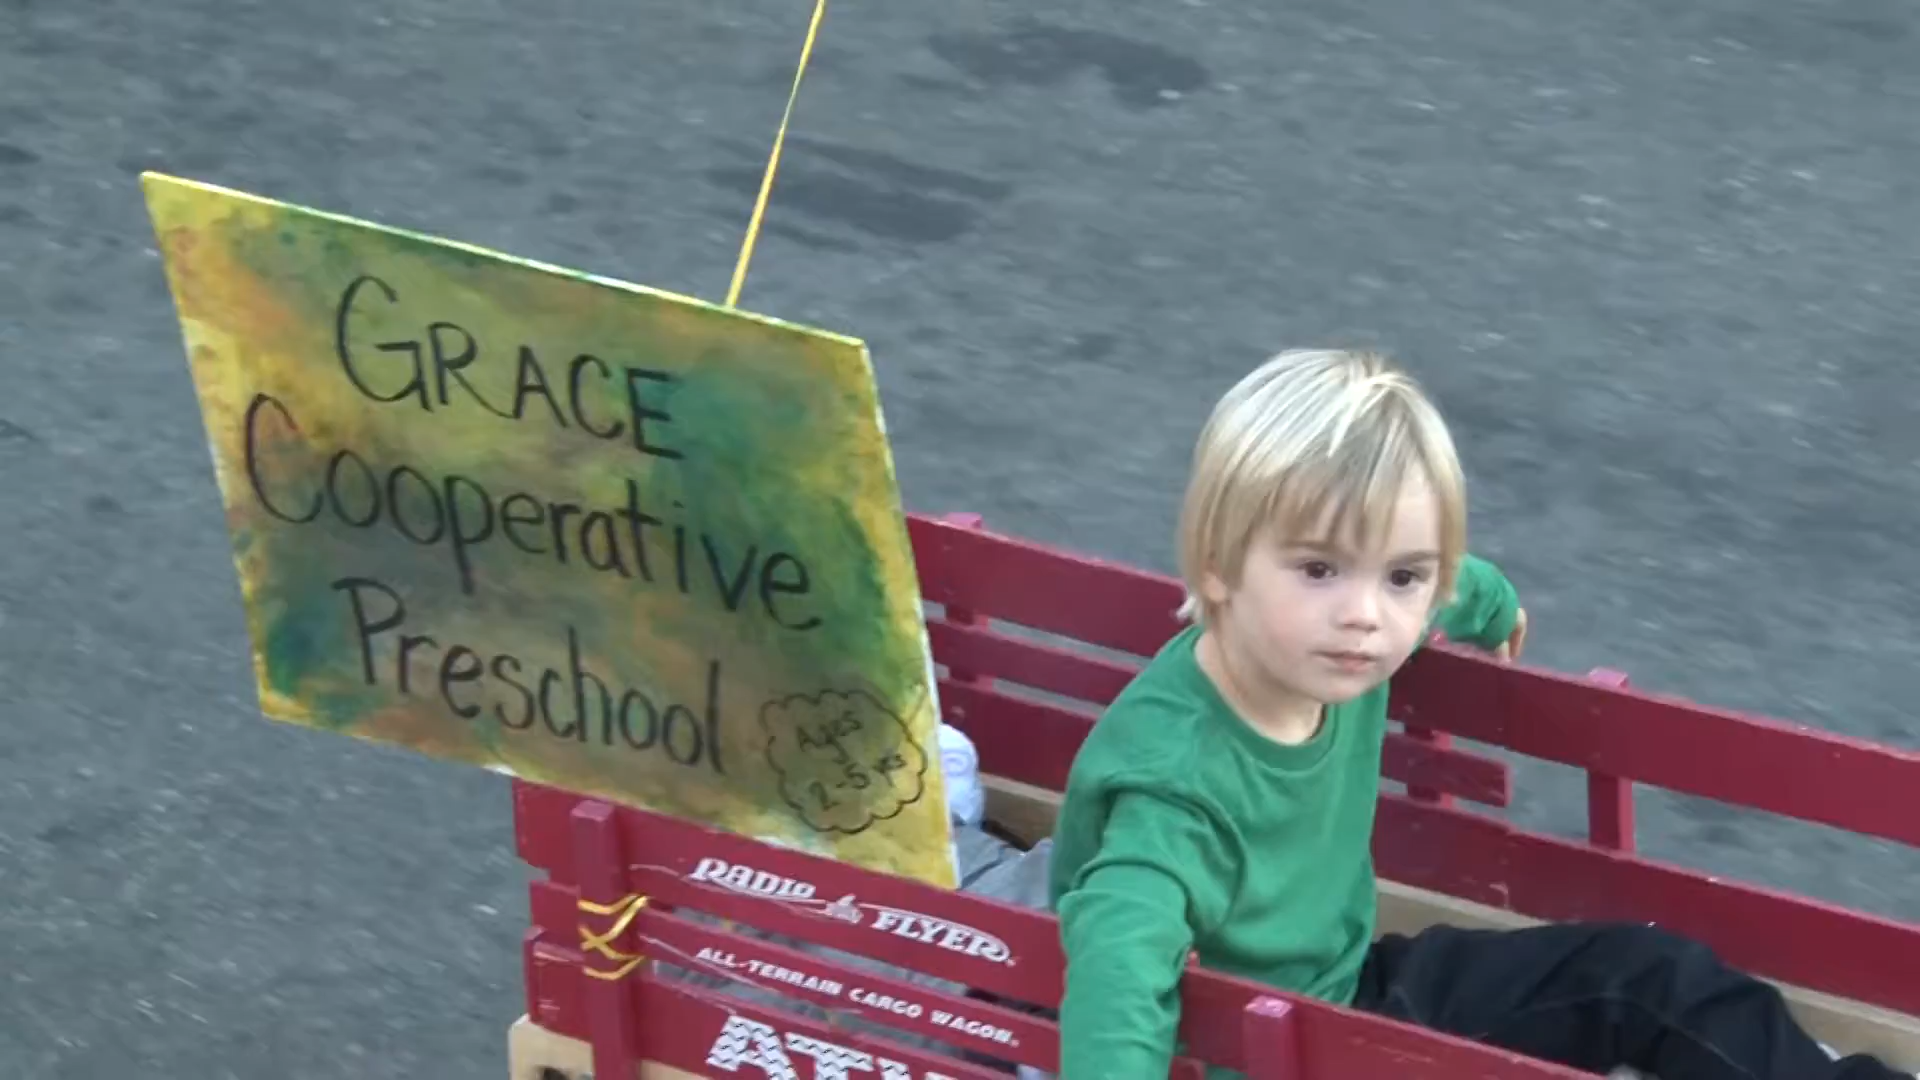 GRACE
Cooperative
Preschool
Ages
2-5 yrs
RADIO FLYER
ALL-TERRAIN CARGO WAGON.